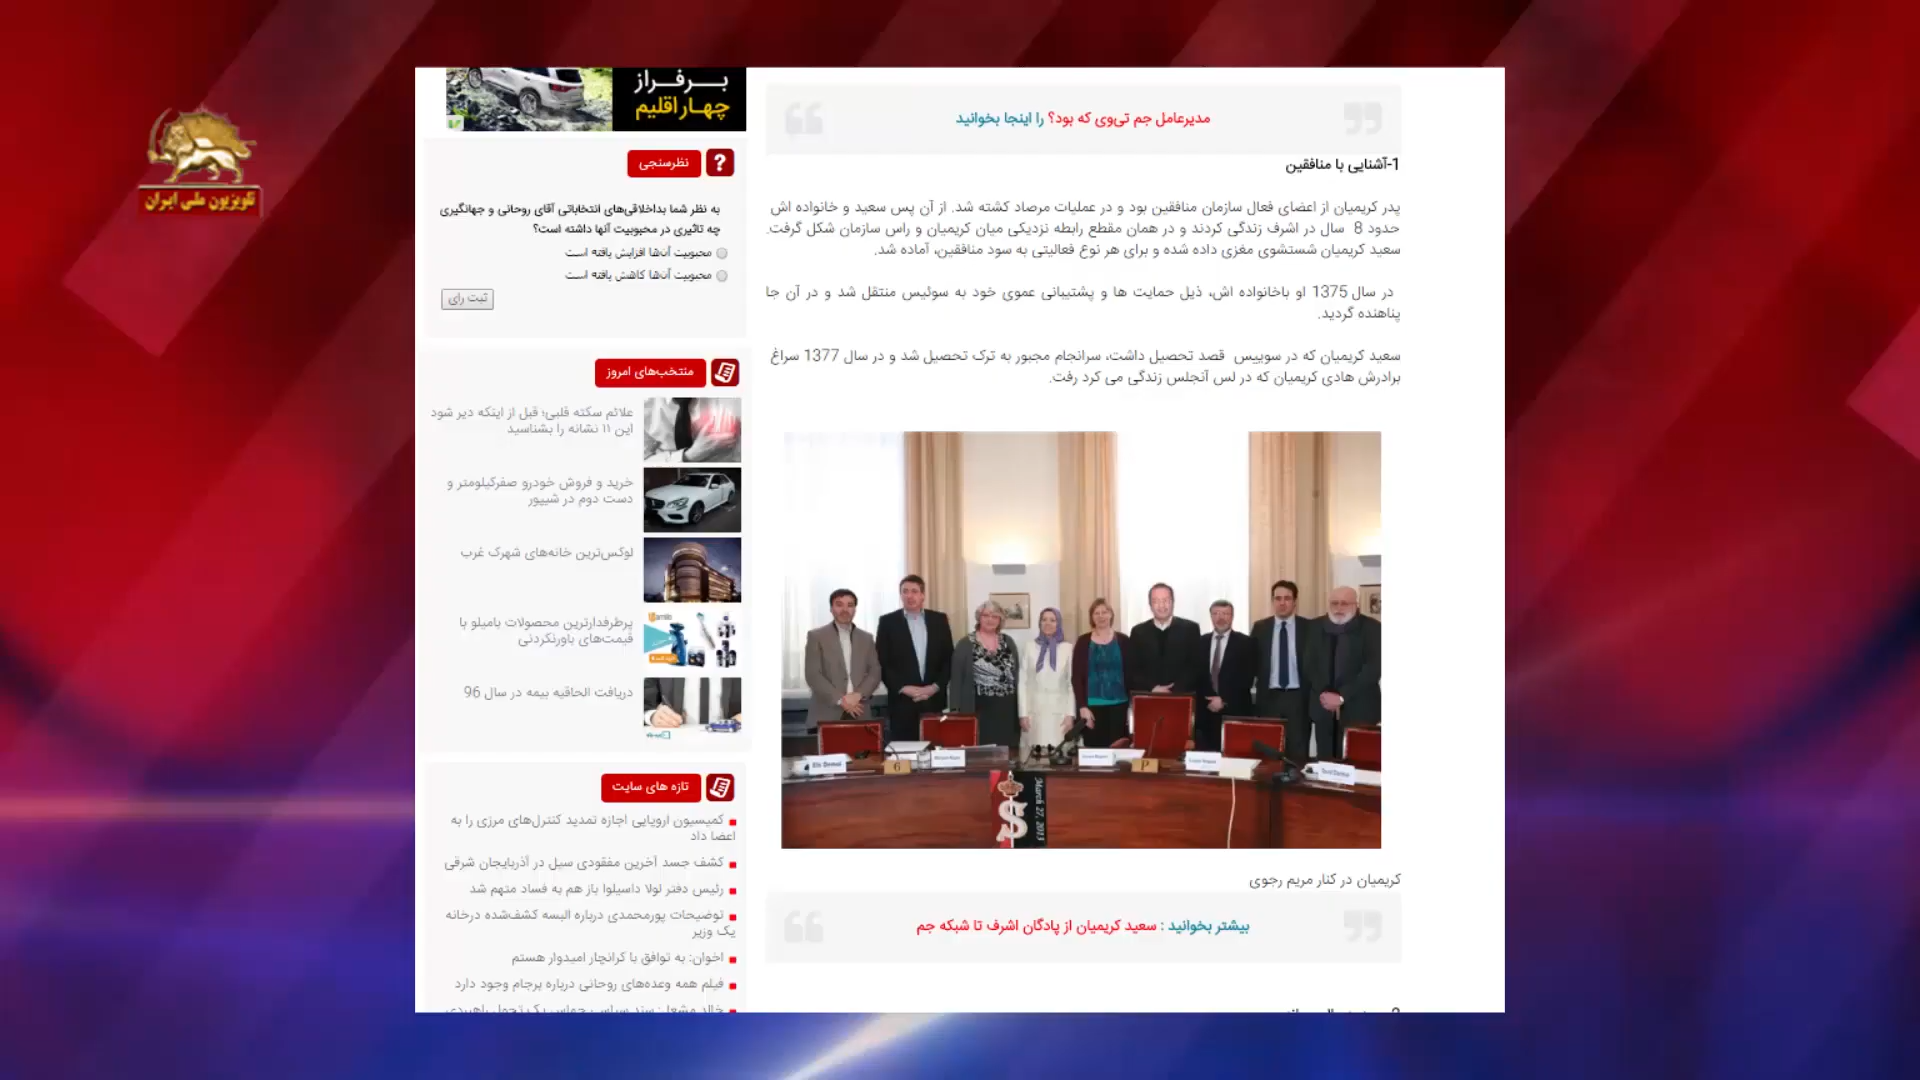 تلویزیون ملی ایران
مدیرعامل جم تی‌وی که بود؟ را اینجا بخوانید
1-آشنایی با منافقین
پدر کریمیان از اعضای فعال سازمان منافقین بود و در عملیات مرصاد کشته شد. از آن پس سعید و خانواده اش
حدود 8 سال در اشرف زندگی کردند و در همان مقطع رابطه نزدیکی میان کریمیان و راس سازمان شکل گرفت.
سعید کریمیان شستشوی مغزی داده شده و برای هر نوع فعالیتی به سود منافقین، آماده شد.
در سال 1375 او باخانواده اش، ذیل حمایت ها و پشتیبانی عموی خود به سوئیس منتقل شد و در آن جا
پناهنده گردید.
سعید کریمیان که در سوییس قصد تحصیل داشت، سرانجام مجبور به ترک تحصیل شد و در سال 1377 سراغ
برادرش هادی کریمیان که در لس آنجلس زندگی می کرد رفت.
6
P
March 27, 2013
کریمیان در کنار مریم رجوی
بیشتر بخوانید : سعید کریمیان از پادگان اشرف تا شبکه جم
برفراز
چهاراقلیم
نظرسنجی
?
به نظر شما بداخلاقی‌های انتخاباتی آقای روحانی و جهانگیری
چه تاثیری در محبوبیت آنها داشته است؟
محبوبیت آن‌ها افزایش یافته است
محبوبیت آن‌ها کاهش یافته است
ثبت رای
منتخب‌های امروز
علائم سکته قلبی؛ قبل از اینکه دیر شود
این ۱۱ نشانه را بشناسید
خرید و فروش خودرو صفرکیلومتر و
دست دوم در شیپور
لوکس‌ترین خانه‌های شهرک غرب
پرطرفدارترین محصولات بامیلو با
قیمت‌های باورنکردنی
دریافت الحاقیه بیمه در سال 96
تازه های سایت
کمیسیون اروپایی اجازه تمدید کنترل‌های مرزی را به
اعضا داد
کشف جسد آخرین مفقودی سیل در آذربایجان شرقی
رئیس دفتر لولا داسیلوا باز هم به فساد متهم شد
توضیحات پورمحمدی درباره البسه کشف‌شده درخانه
یک وزیر
اخوان: به توافق با کرانچار امیدوار هستم
فیلم همه وعده‌های روحانی درباره برجام وجود دارد